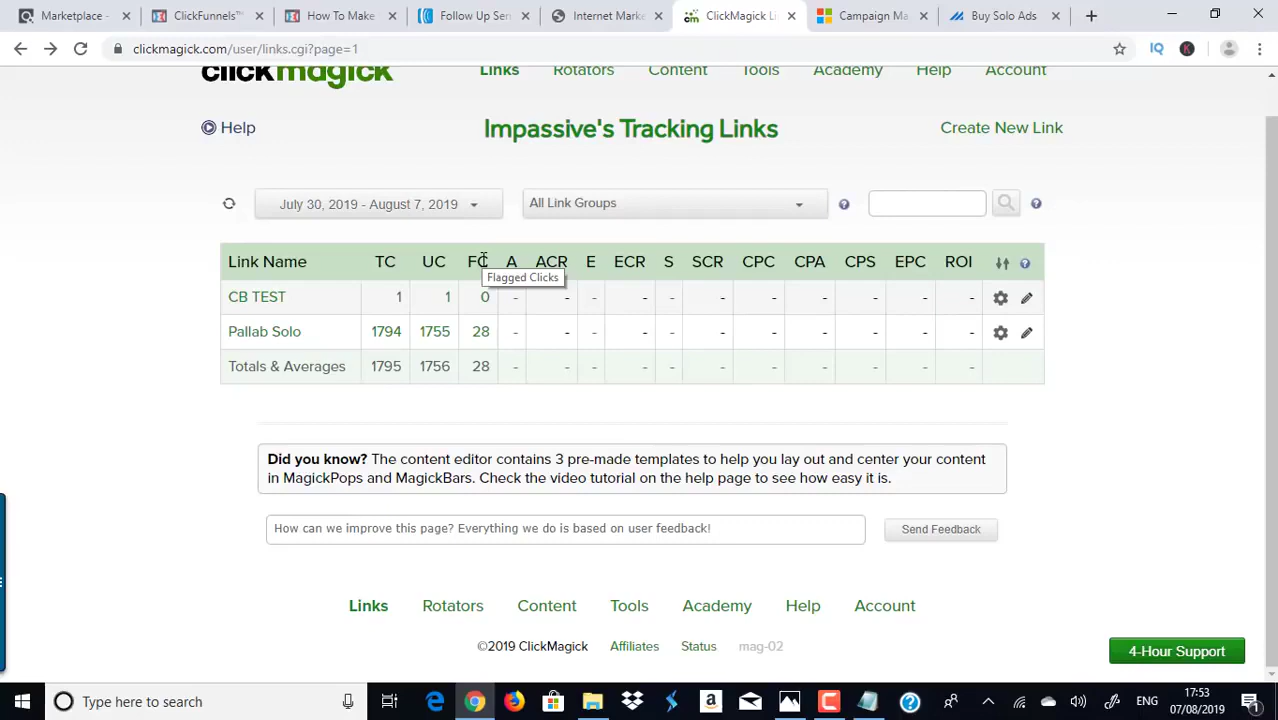 Marketplace -
ClickFunnels™
How To Make
Follow Up Ser
Internet Marke
ClickMagick Li
Campaign Ma
Buy Solo Ads
clickmagick.com/user/links.cgi?page=1
clickmagick
Links Rotators Content Tools Academy Help Account
Help
Impassive's Tracking Links
Create New Link
July 30, 2019 - August 7, 2019
All Link Groups
Link Name TC UC FC A ACR E ECR S SCR CPC CPA CPS EPC ROI
Flagged Clicks
CB TEST 1 1 0 - - - - - - - - - - -
Pallab Solo 1794 1755 28 - - - - - - - - - - -
Totals & Averages 1795 1756 28 - - - - - - - - - - -
Did you know? The content editor contains 3 pre-made templates to help you lay out and center your content
in MagickPops and MagickBars. Check the video tutorial on the help page to see how easy it is.
How can we improve this page? Everything we do is based on user feedback!
Send Feedback
Links Rotators Content Tools Academy Help Account
©2019 ClickMagick Affiliates Status mag-02
4-Hour Support
Type here to search
ENG
17:53
07/08/2019
1